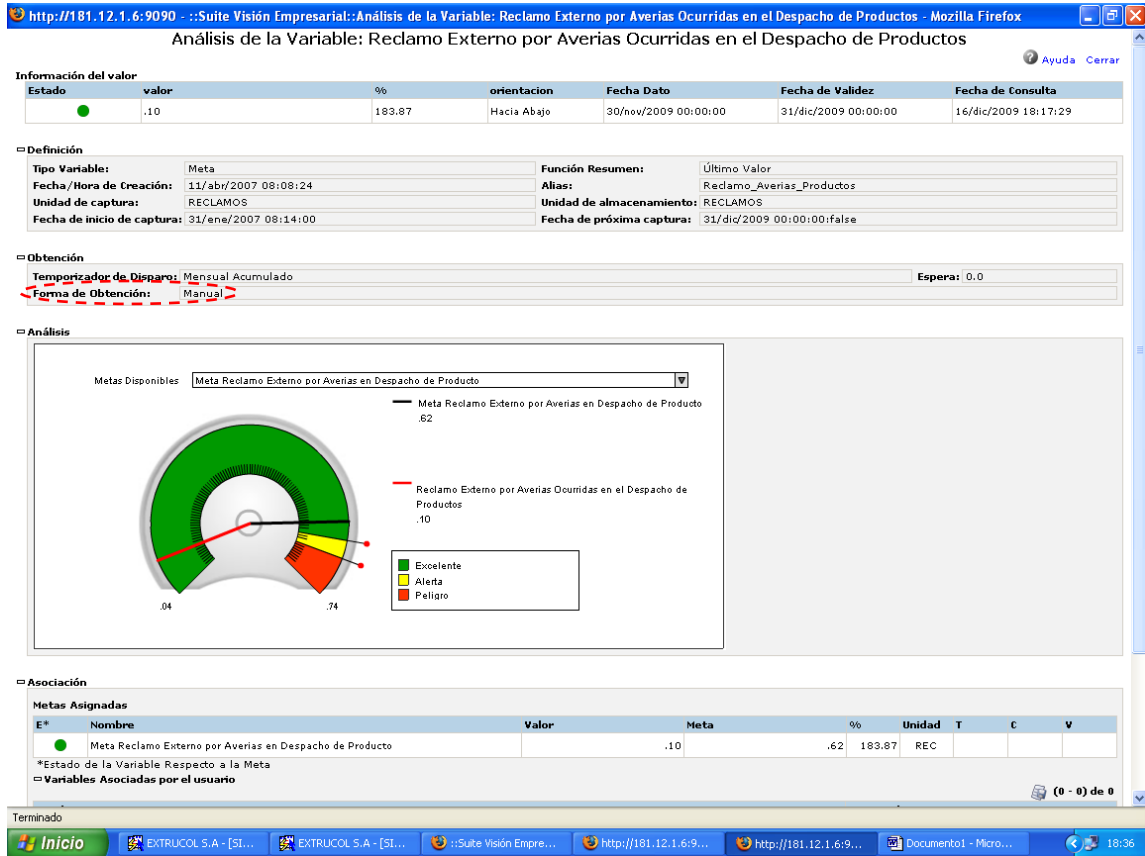 http://181.12.1.6:9090 - ::Suite Visión Empresarial::Análisis de la Variable: Reclamo Externo por Averias Ocurridas en el Despacho de Productos - Mozilla Firefox
Análisis de la Variable: Reclamo Externo por Averias Ocurridas en el Despacho de Productos
Ayuda Cerrar
Información del valor
Estado valor % orientacion Fecha Dato Fecha de Validez Fecha de Consulta
.10 183.87 Hacia Abajo 30/nov/2009 00:00:00 31/dic/2009 00:00:00 16/dic/2009 18:17:29
Definición
Tipo Variable: Meta Función Resumen: Último Valor
Fecha/Hora de Creación: 11/abr/2007 08:08:24 Alias: Reclamo_Averias_Productos
Unidad de captura: RECLAMOS Unidad de almacenamiento: RECLAMOS
Fecha de inicio de captura: 31/ene/2007 08:14:00 Fecha de próxima captura: 31/dic/2009 00:00:00:false
Obtención
Temporizador de Disparo: Mensual Acumulado Espera: 0.0
Forma de Obtención: Manual
Análisis
Metas Disponibles Meta Reclamo Externo por Averias en Despacho de Producto
Meta Reclamo Externo por Averias en Despacho de Producto
.62
Reclamo Externo por Averias Ocurridas en el Despacho de
Productos
.10
Excelente
Alerta
Peligro
.04 .74
Asociación
Metas Asignadas
E* Nombre Valor Meta % Unidad T C V
Meta Reclamo Externo por Averias en Despacho de Producto .10 .62 183.87 REC
*Estado de la Variable Respecto a la Meta
Variables Asociadas por el usuario
(0 - 0) de 0
Terminado
Inicio EXTRUCOL S.A - [SI... EXTRUCOL S.A - [SI... ::Suite Visión Empre... http://181.12.1.6:9... http://181.12.1.6:9... Documento1 - Micro... 18:36